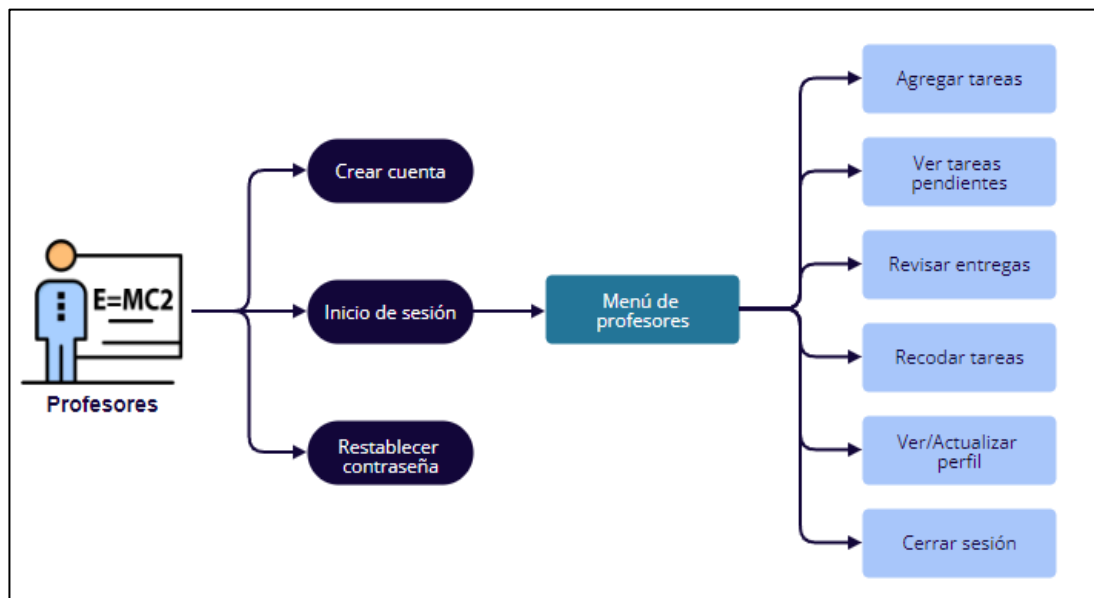 E=MC2
Profesores
Crear cuenta
Inicio de sesión
Restablecer
contraseña
Menú de
profesores
Agregar tareas
Ver tareas
pendientes
Revisar entregas
Recodar tareas
Ver/Actualizar
perfil
Cerrar sesión